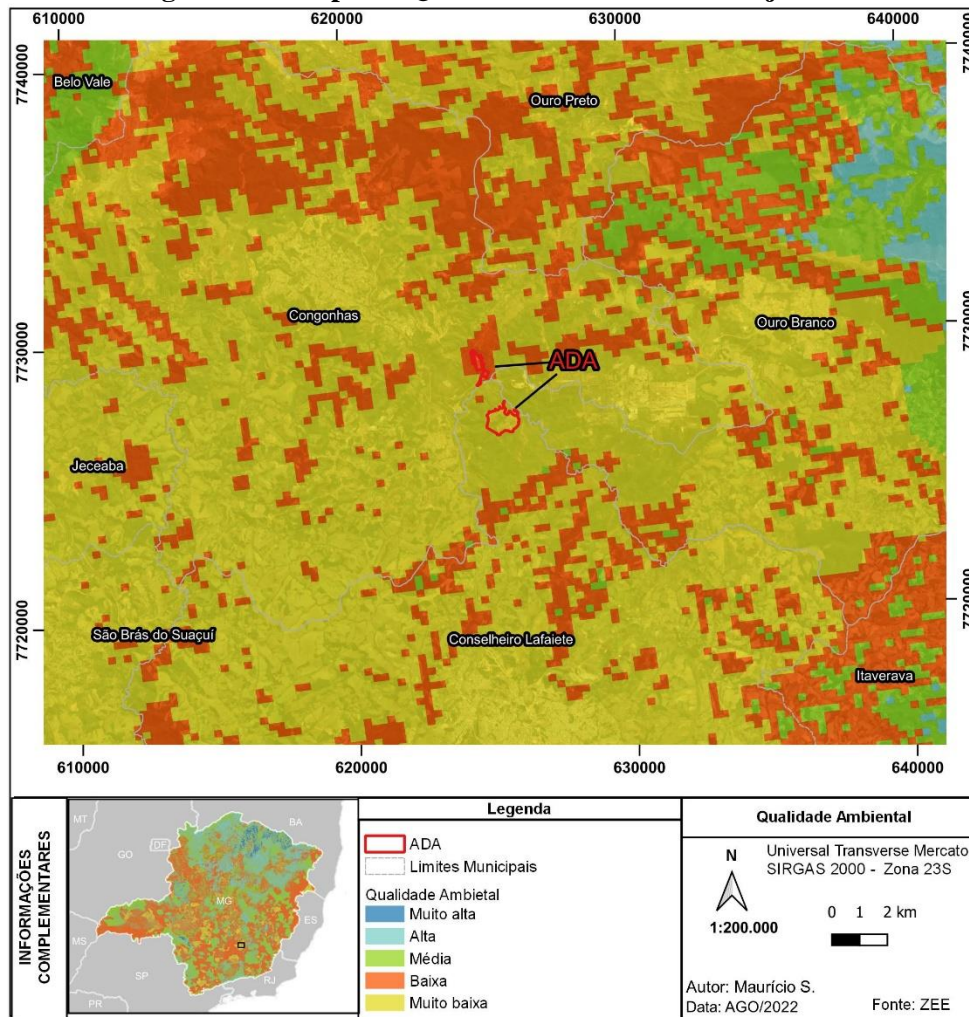 610000 620000 630000 640000
7740000
7740000
Belo Vale
Ouro Preto
Congonhas
Ouro Branco
7730000
7730000
ADA
Jeceaba
São Brás do Suaçuí
Conselheiro Lafaiete
7720000
7720000
Itaverava
610000 620000 630000 640000
INFORMAÇÕES
COMPLEMENTARES
MT
GO
DF
BA
MG
ES
MS
SP
RJ
PR
Legenda
ADA
Limites Municipais
Qualidade Ambietal
Muito alta
Alta
Média
Baixa
Muito baixa
Qualidade Ambiental
N
1:200.000
Universal Transverse Mercato
SIRGAS 2000 - Zona 23S
0 1 2 km
Autor: Maurício S.
Data: AGO/2022
Fonte: ZEE